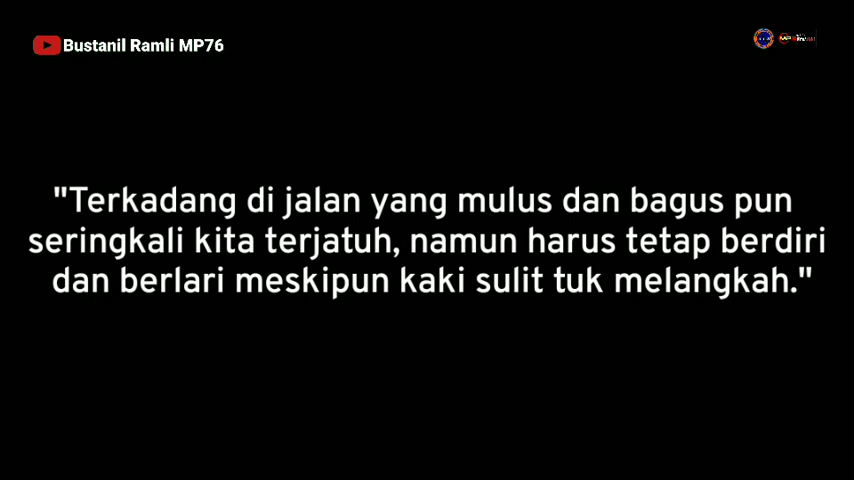 Bustanil Ramli MP76
MP
"Terkadang di jalan yang mulus dan bagus pun
seringkali kita terjatuh, namun harus tetap berdiri
dan berlari meskipun kaki sulit tuk melangkah."